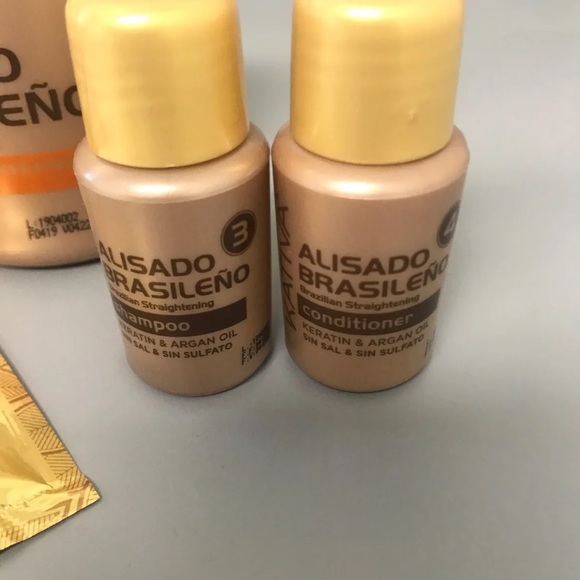 L:1904002
F0419 V0422
3
ALISADO
BRASILEÑO
Brazilian Straightening
shampoo
KERATIN & ARGAN OIL
SIN SAL & SIN SULFATO
KATIVA
4
ALISADO
BRASILEÑO
Brazilian Straightening
conditioner
KERATIN & ARGAN OIL
SIN SAL & SIN SULFATO